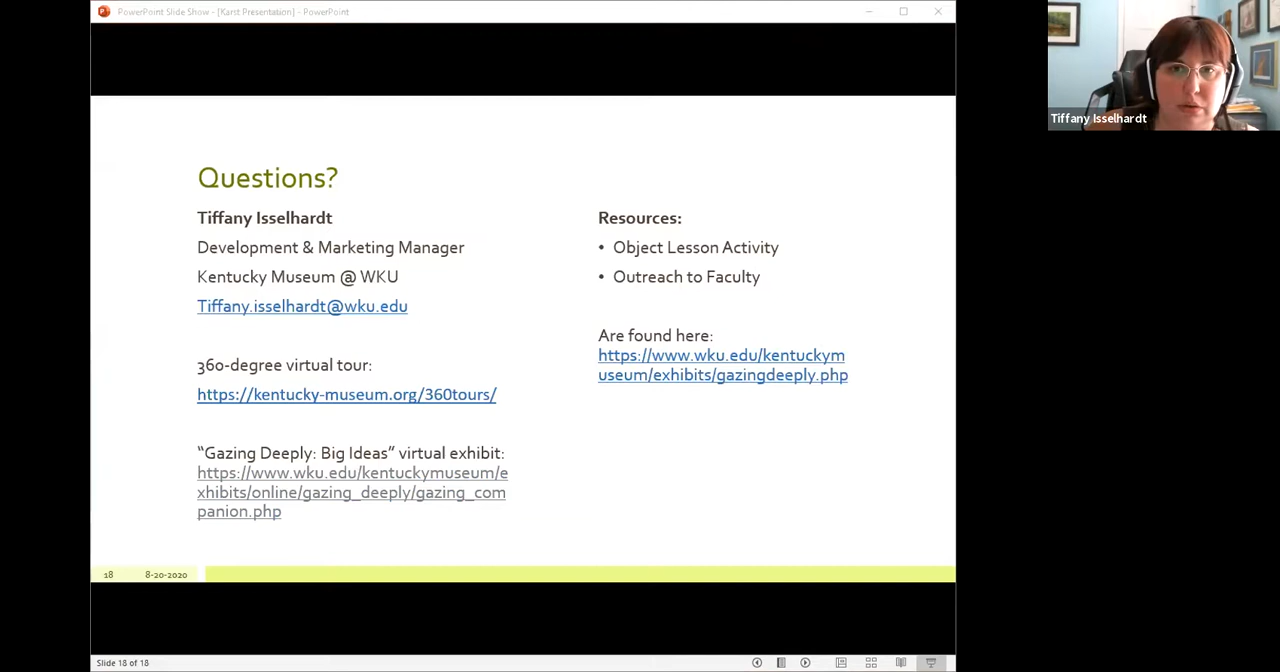 PowerPoint Slide Show - [Karst Presentation] - PowerPoint
Tiffany Isselhardt
Questions?
Tiffany Isselhardt
Development & Marketing Manager
Kentucky Museum @ WKU
Tiffany.isselhardt@wku.edu
360-degree virtual tour:
https://kentucky-museum.org/360tours/
“Gazing Deeply: Big Ideas” virtual exhibit:
https://www.wku.edu/kentuckymuseum/e
xhibits/online/gazing_deeply/gazing_com
panion.php
Resources:
• Object Lesson Activity
• Outreach to Faculty
Are found here:
https://www.wku.edu/kentuckym
useum/exhibits/gazingdeeply.php
18 8-20-2020
Slide 18 of 18